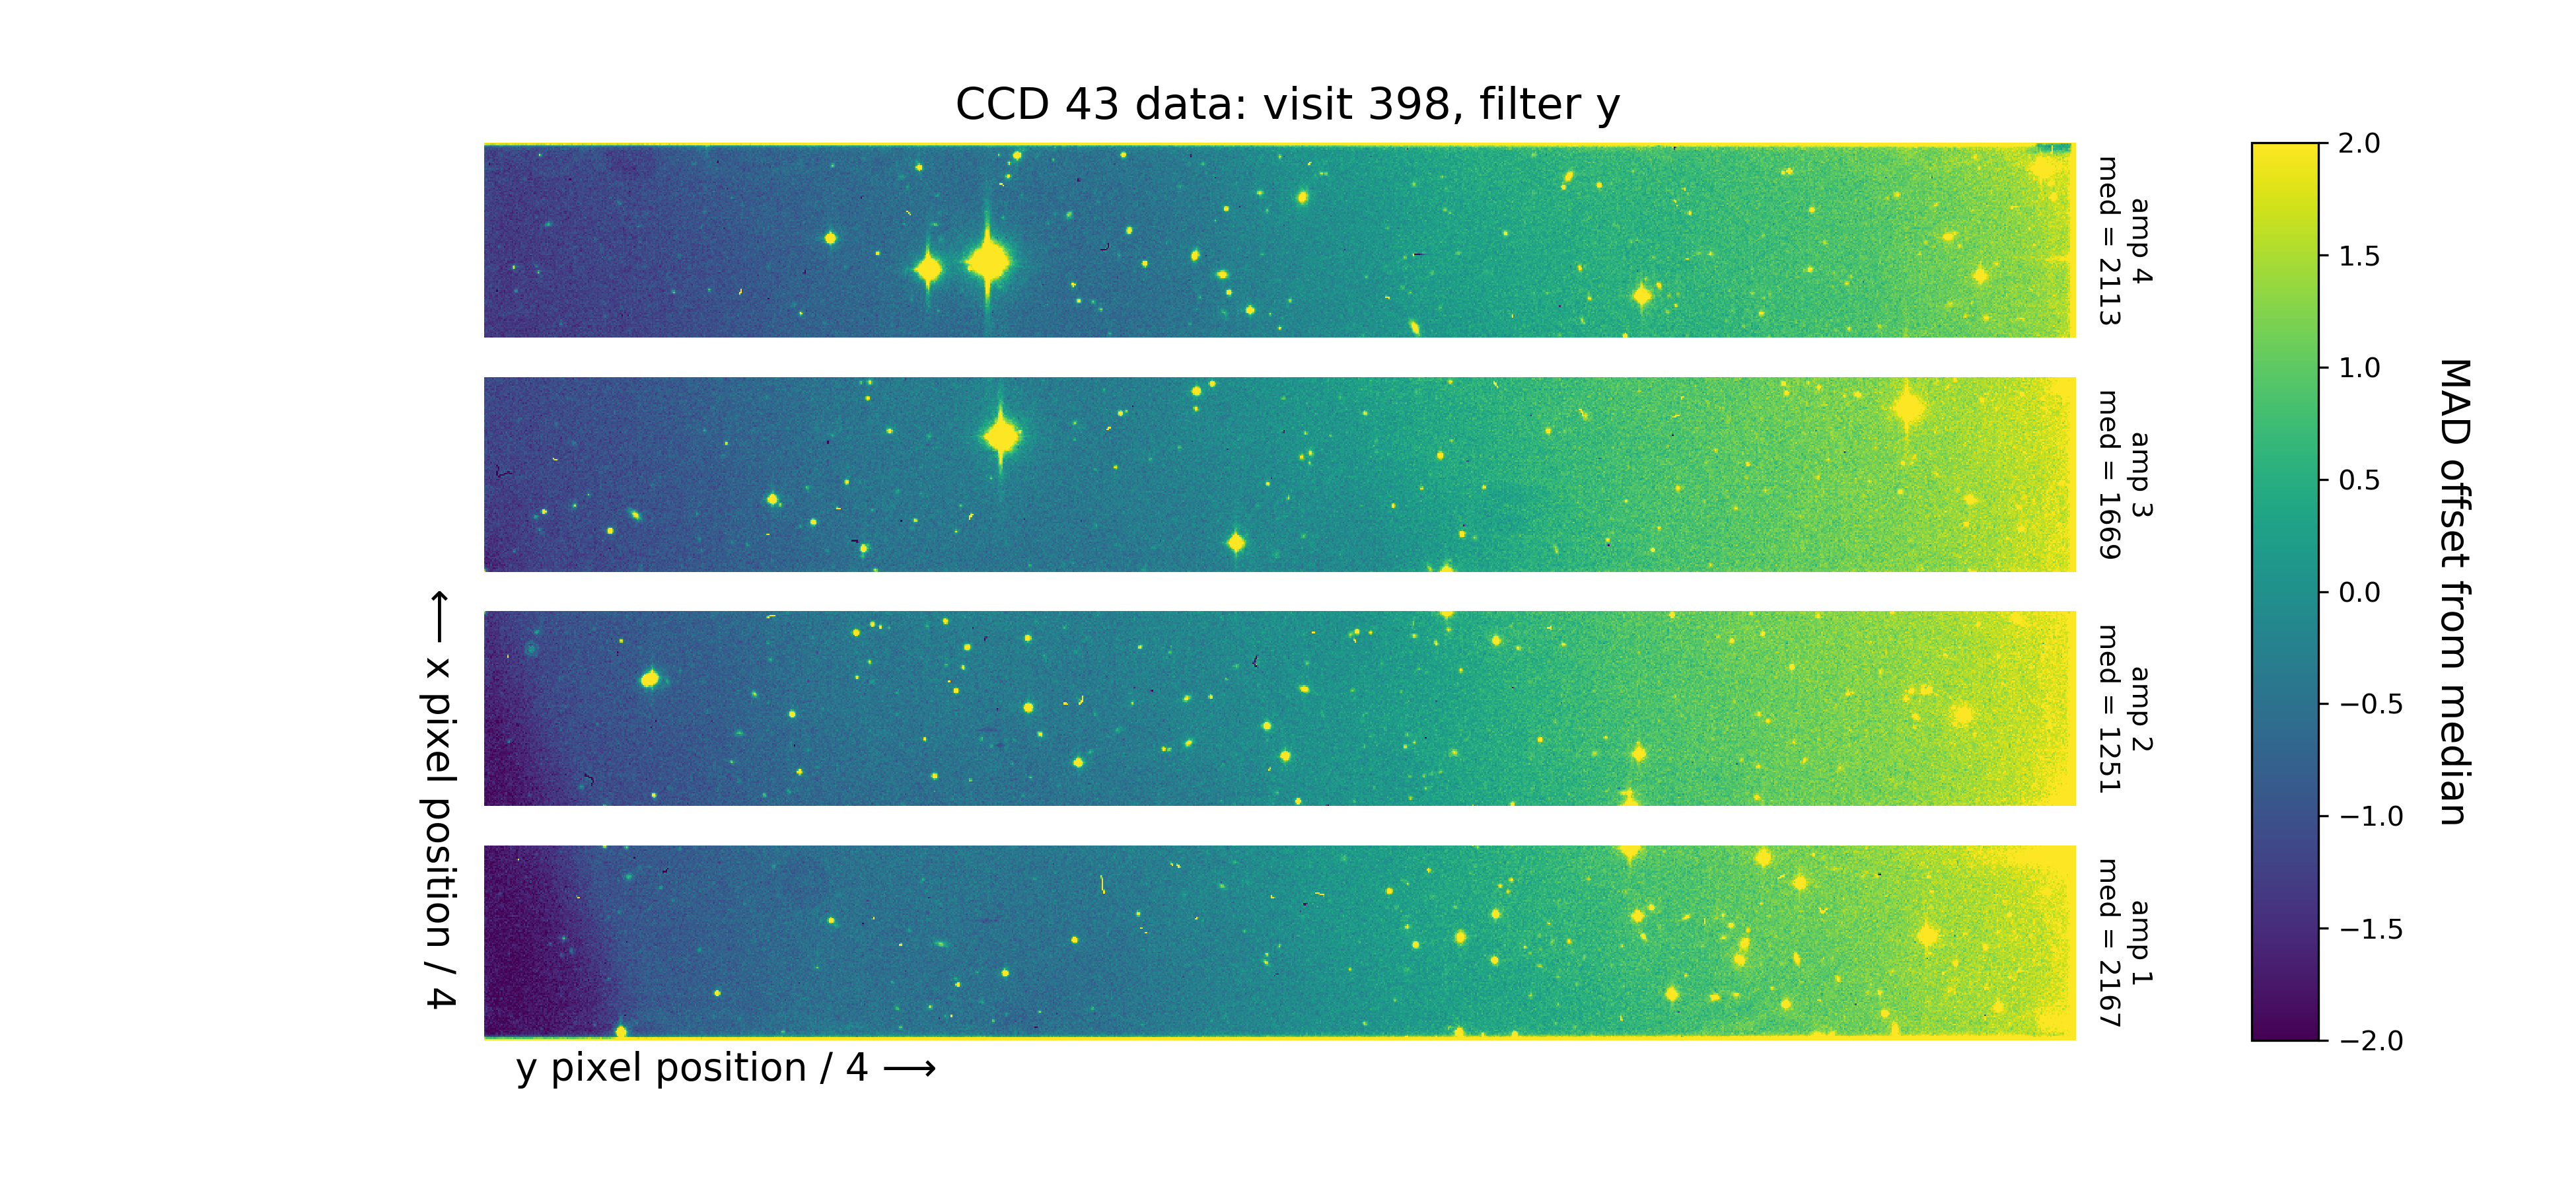 CCD 43 data: visit 398, filter y
amp 4
med = 2113
amp 3
med = 1669
amp 2
med = 1251
amp 1
med = 2167
⟵ x pixel position / 4
y pixel position / 4 ⟶
2.0
1.5
1.0
0.5
0.0
−0.5
−1.0
−1.5
−2.0
MAD offset from median